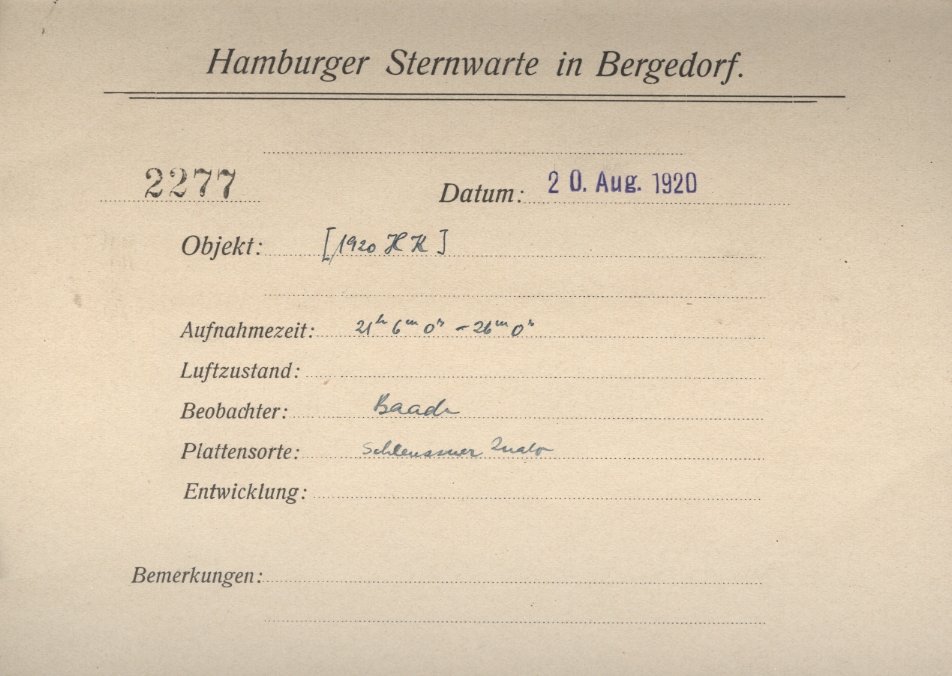 Hamburger Sternwarte in Bergedorf.
2277
Datum: 20. Aug. 1920
Objekt: [1920 HK]
Aufnahmezeit: 21h 6m 0s – 26m 0s
Luftzustand:
Beobachter: Baade
Plattensorte: Schleussner
Entwicklung:
Bemerkungen: